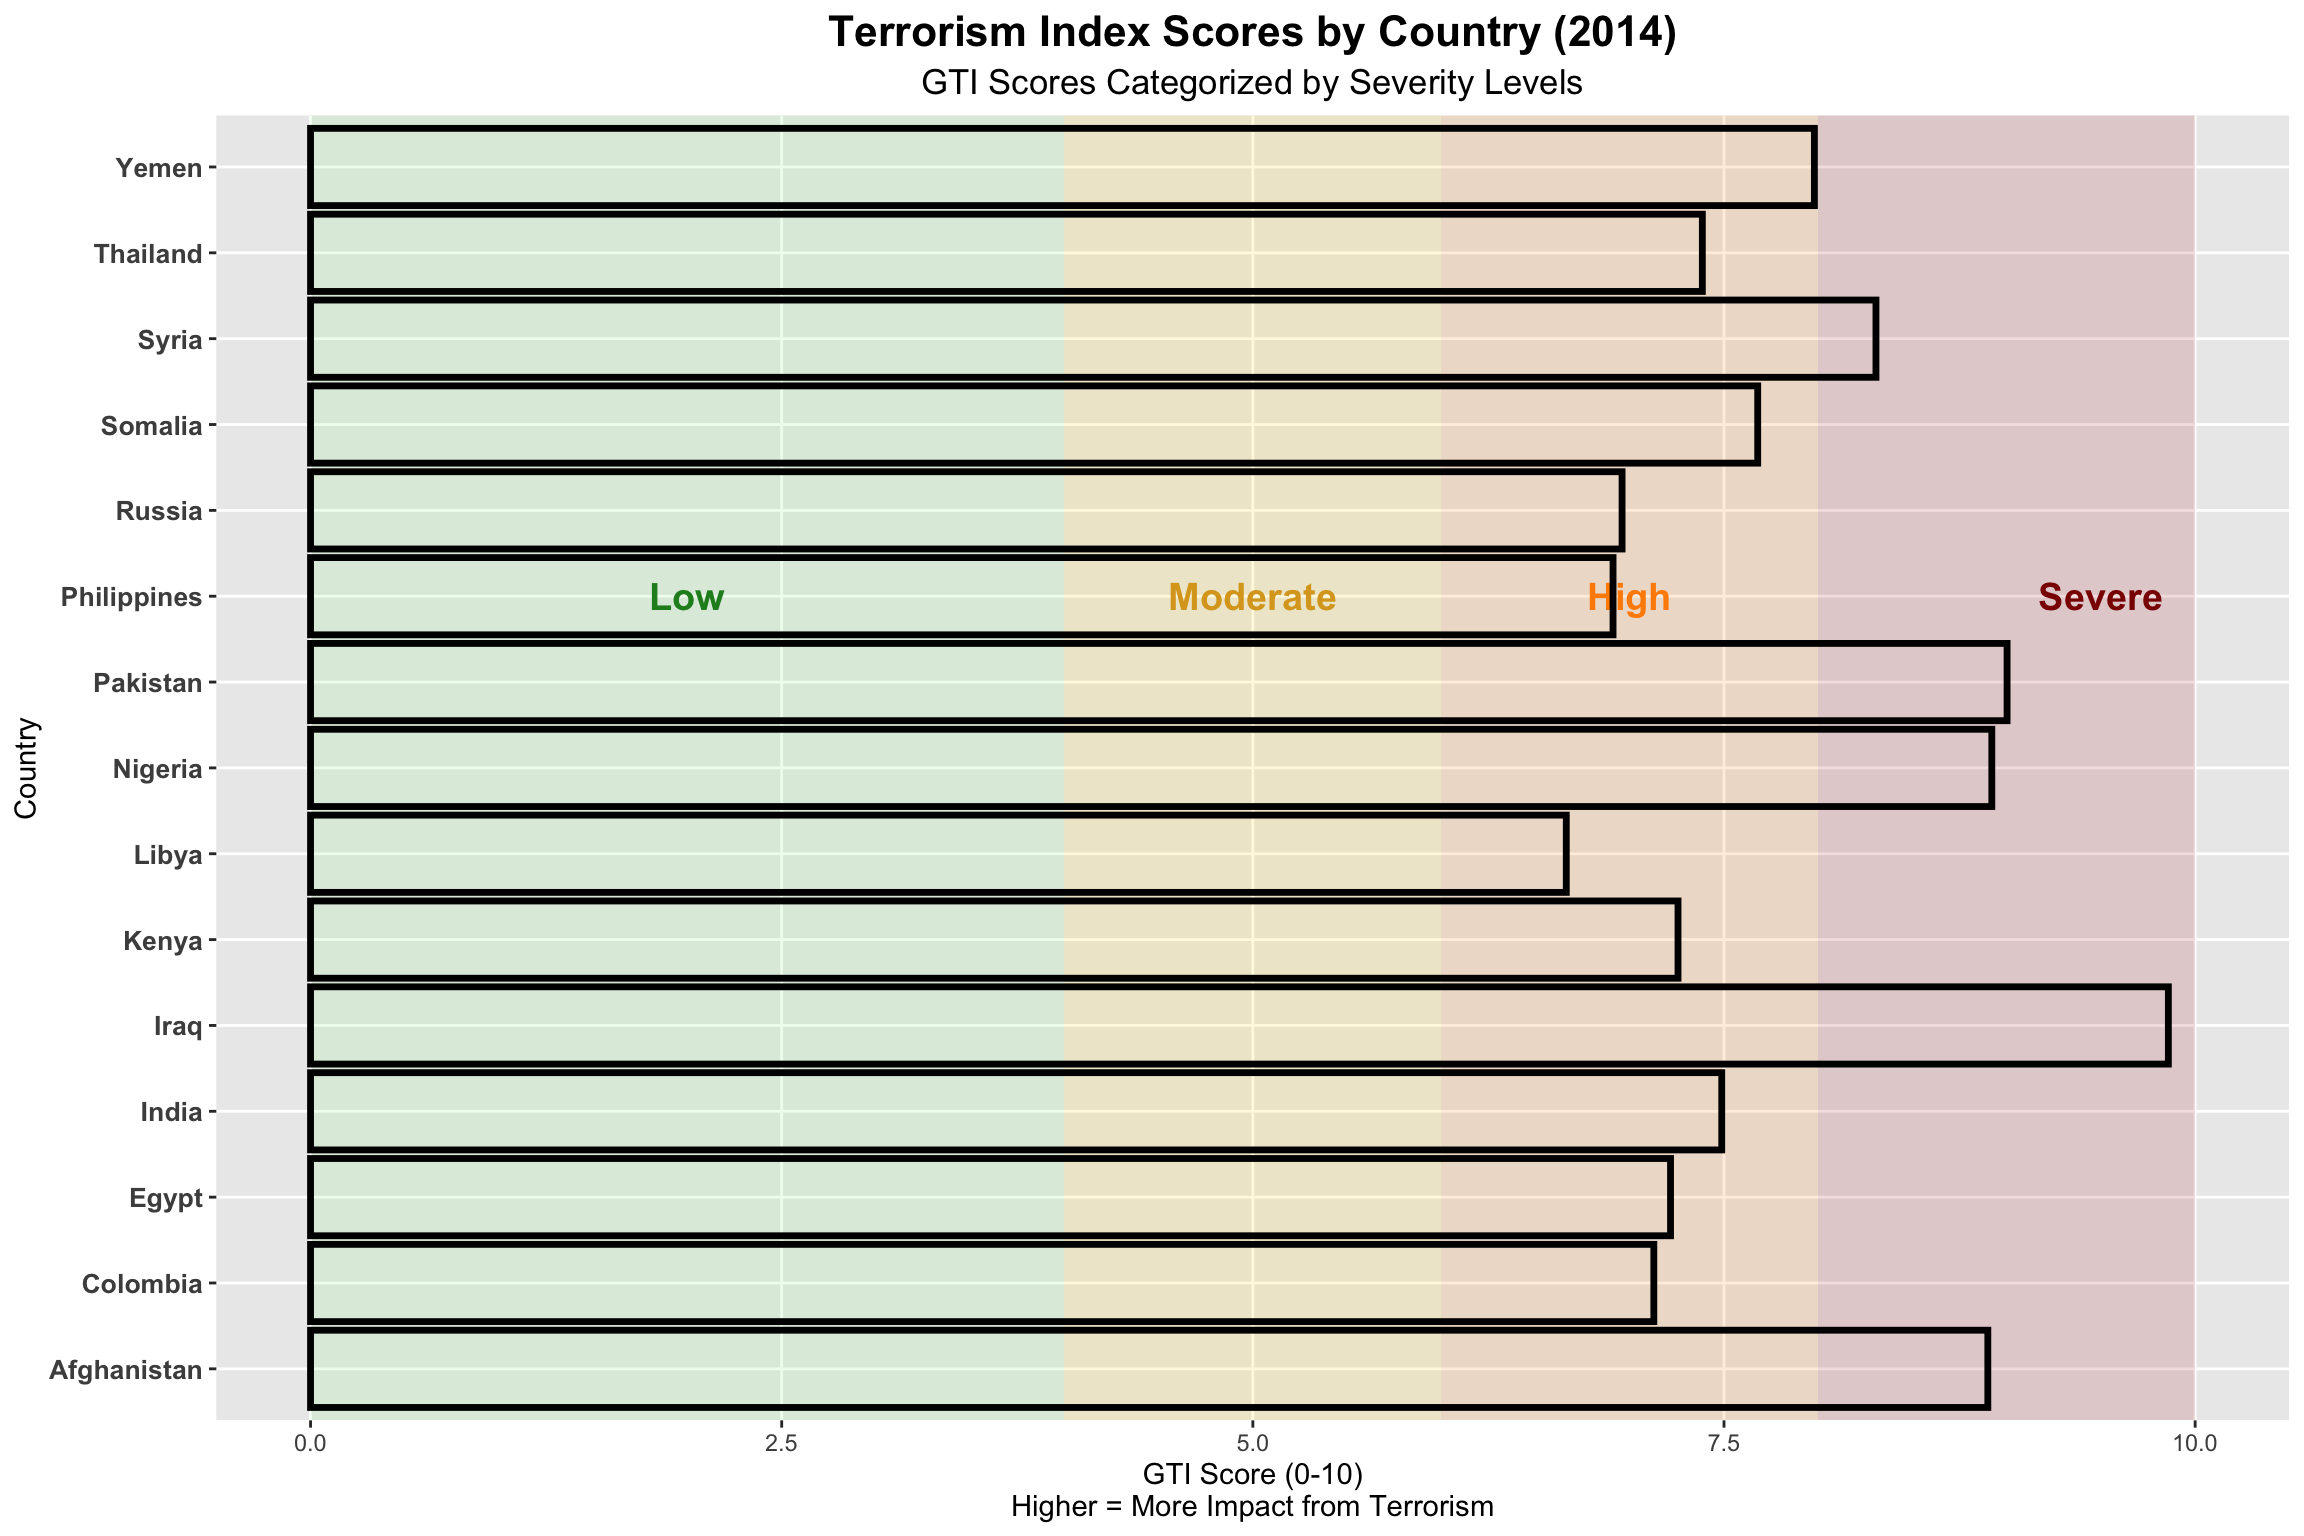 Terrorism Index Scores by Country (2014)
GTI Scores Categorized by Severity Levels
Country
Yemen
Thailand
Syria
Somalia
Russia
Philippines
Low Moderate High Severe
Pakistan
Nigeria
Libya
Kenya
Iraq
India
Egypt
Colombia
Afghanistan
0.0 2.5 5.0 7.5 10.0
GTI Score (0-10)
Higher = More Impact from Terrorism